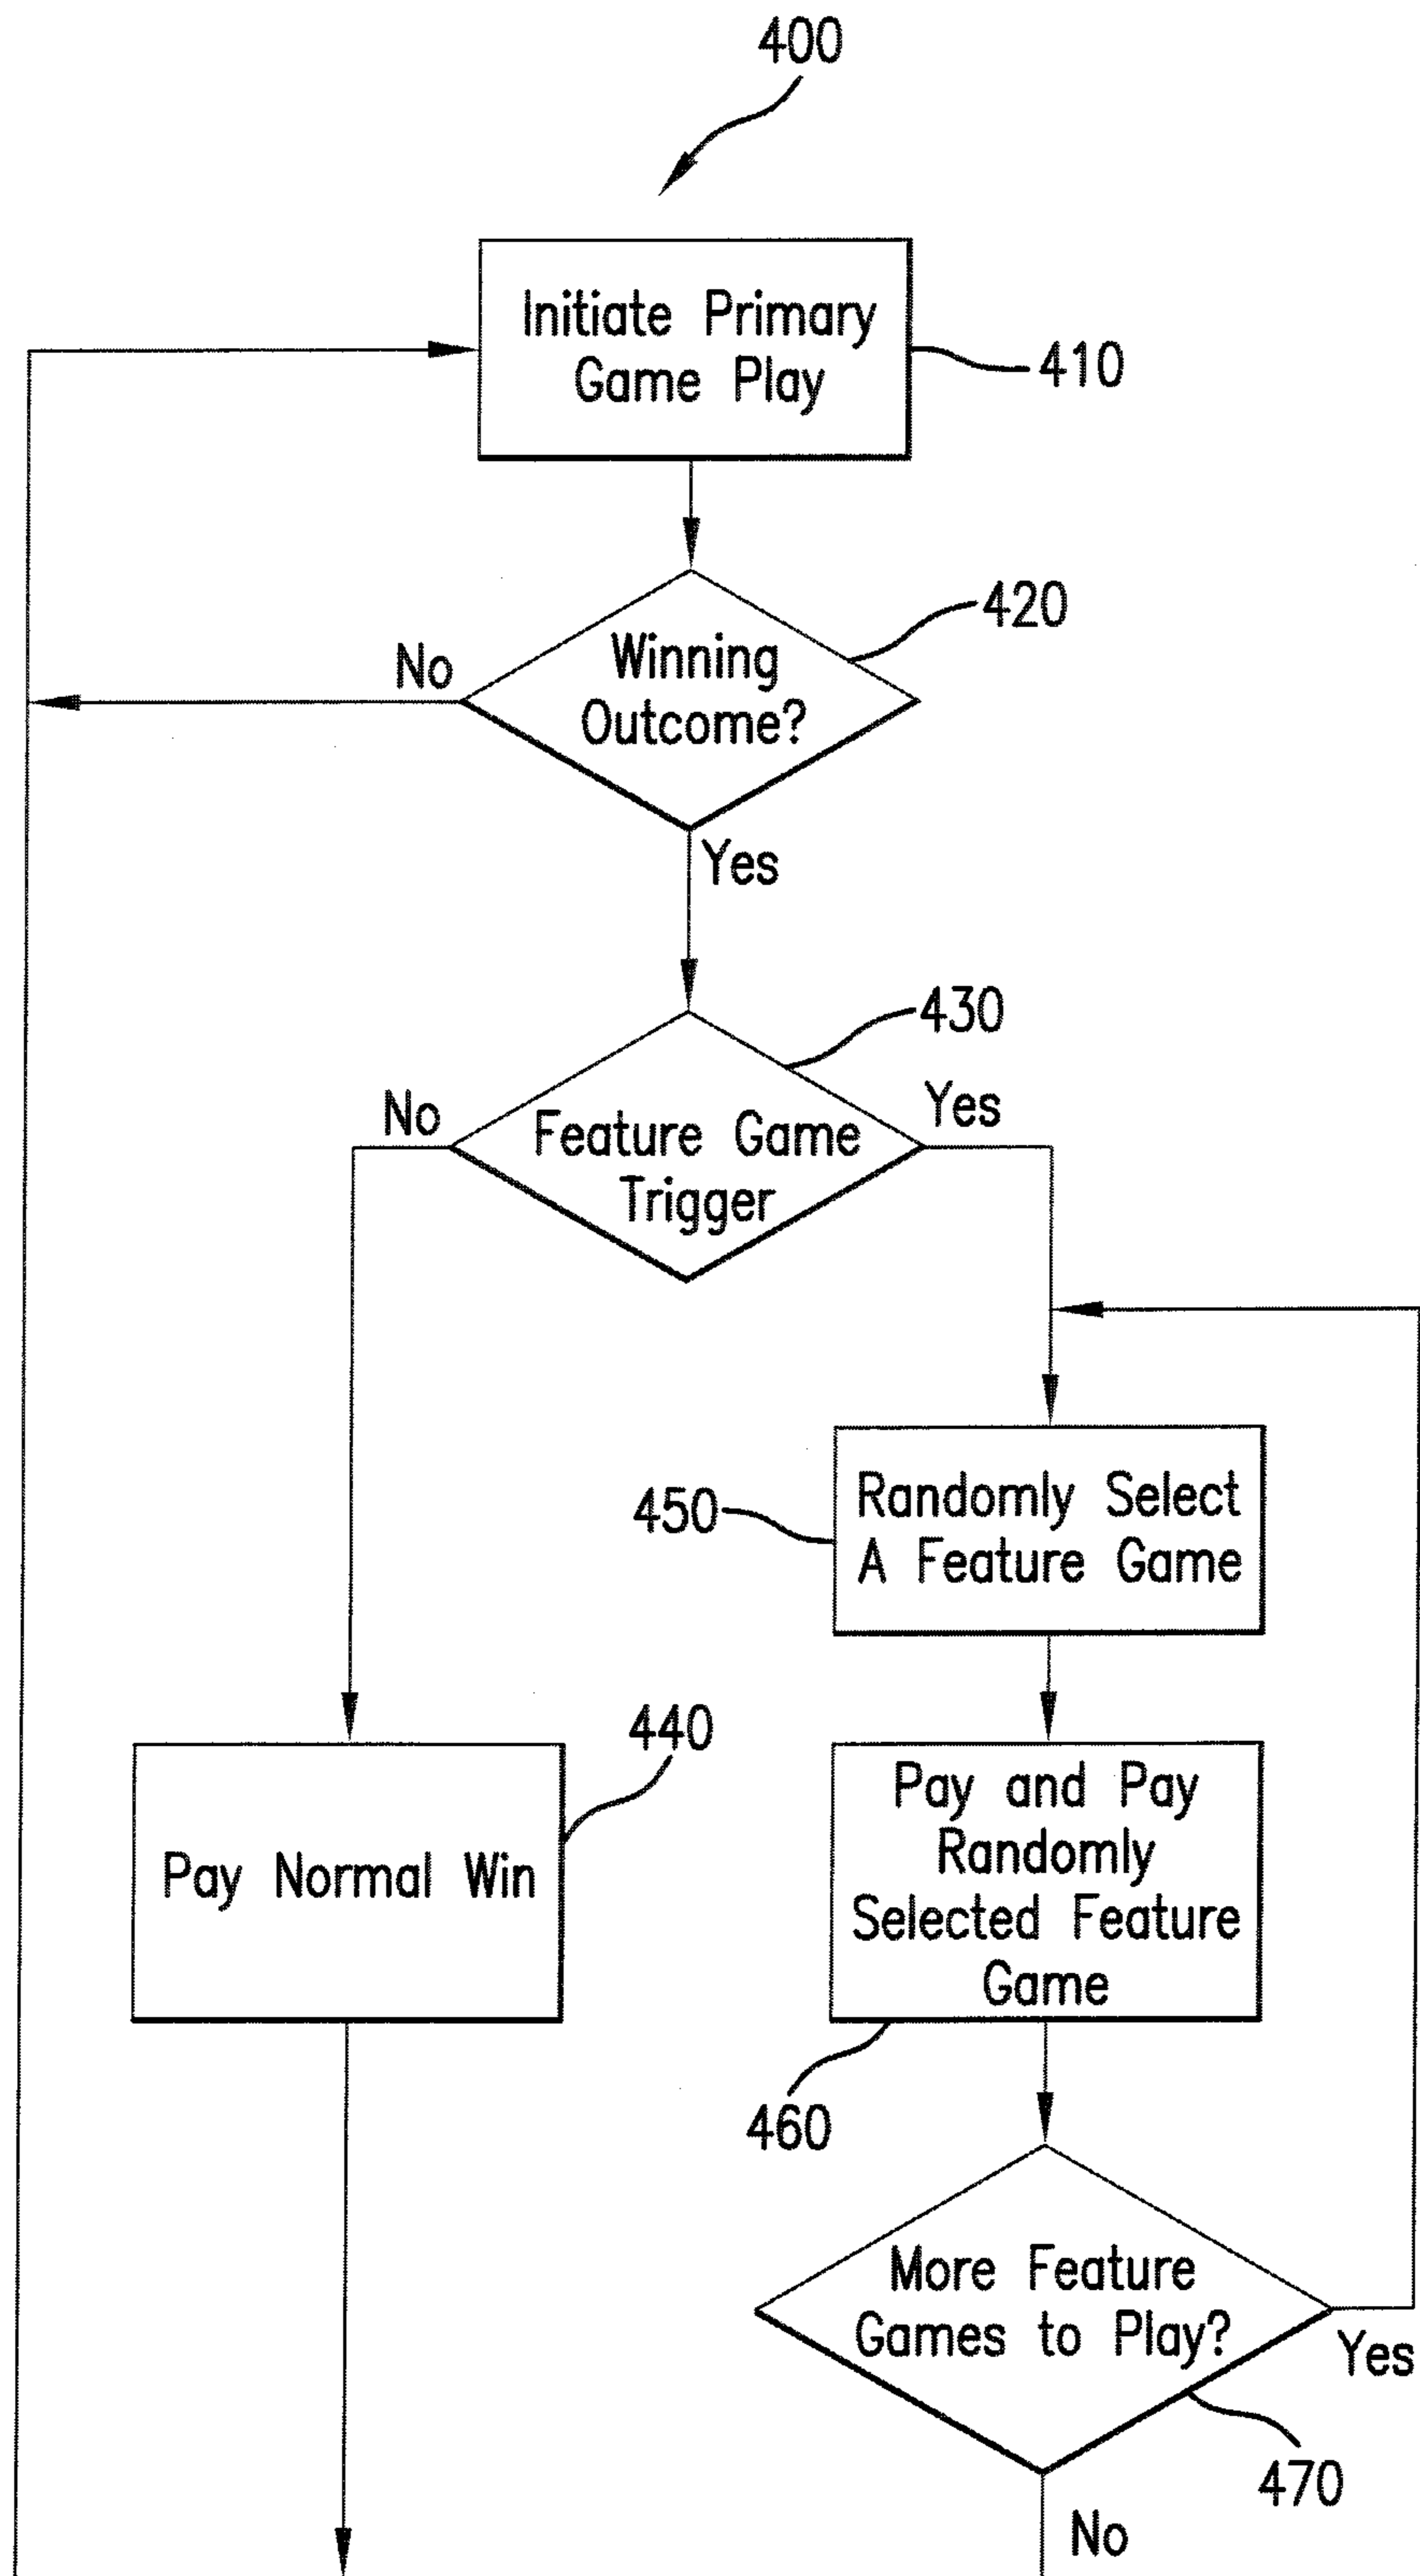 400
Initiate Primary
Game Play
410
420
No
Winning
Outcome?
Yes
430
No
Yes
Feature Game
Trigger
450
Randomly Select
A Feature Game
440
Pay Normal Win
Pay and Pay
Randomly
Selected Feature
Game
460
More Feature
Games to Play?
Yes
470
No